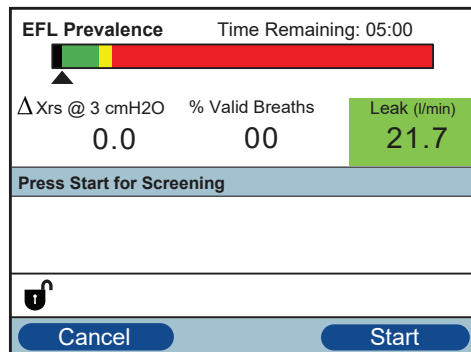 EFL Prevalence Time Remaining: 05:00
Δ Xrs @ 3 cmH2O % Valid Breaths Leak (l/min)
0.0 00 21.7
Press Start for Screening
Cancel Start